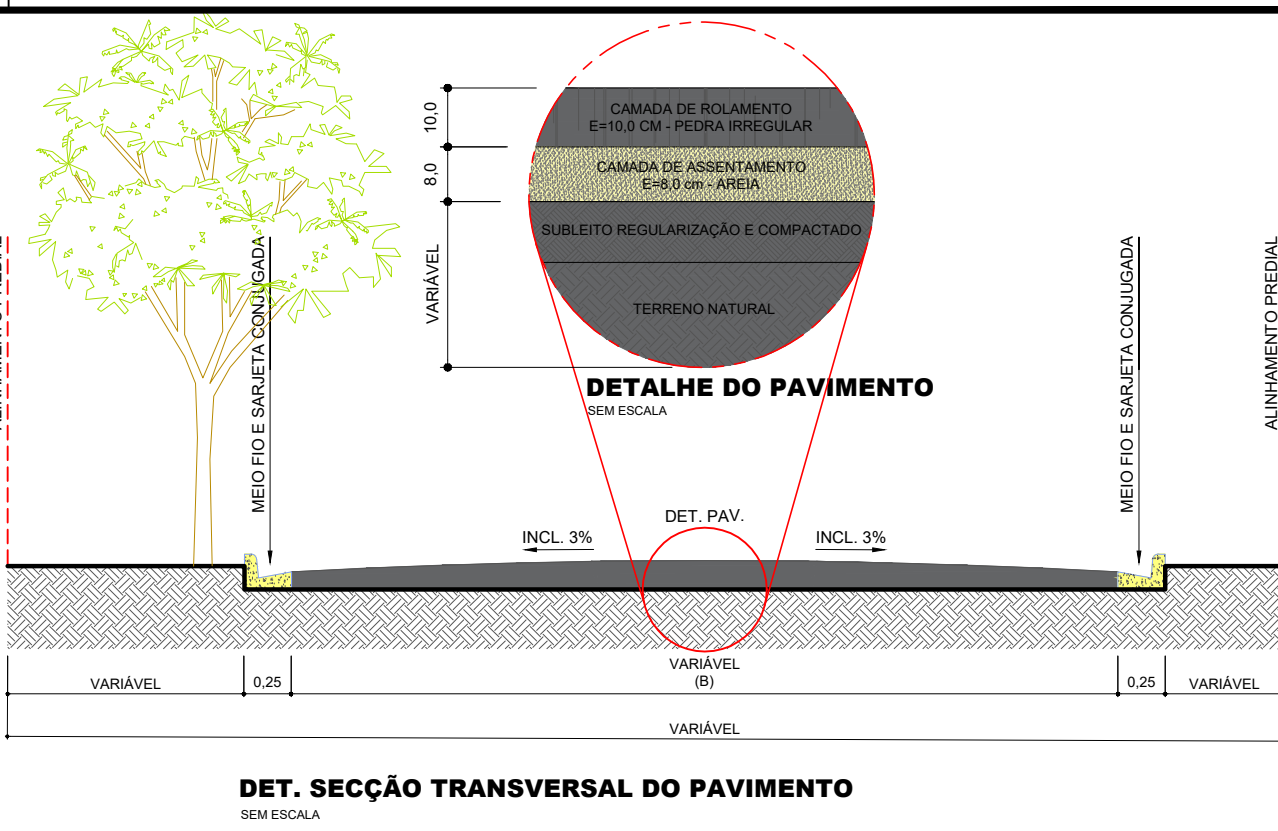 10,0
CAMADA DE ROLAMENTO
E=10,0 CM - PEDRA IRREGULAR
8,0
CAMADA DE ASSENTAMENTO
E=8,0 cm - AREIA
VARIÁVEL
SUBLEITO REGULARIZAÇÃO E COMPACTADO
TERRENO NATURAL
DETALHE DO PAVIMENTO
SEM ESCALA
MEIO FIO E SARJETA CONJUGADA
MEIO FIO E SARJETA CONJUGADA
ALINHAMENTO PREDIAL
DET. PAV.
INCL. 3%
INCL. 3%
VARIÁVEL
0,25
VARIÁVEL
(B)
0,25
VARIÁVEL
VARIÁVEL
DET. SECÇÃO TRANSVERSAL DO PAVIMENTO
SEM ESCALA